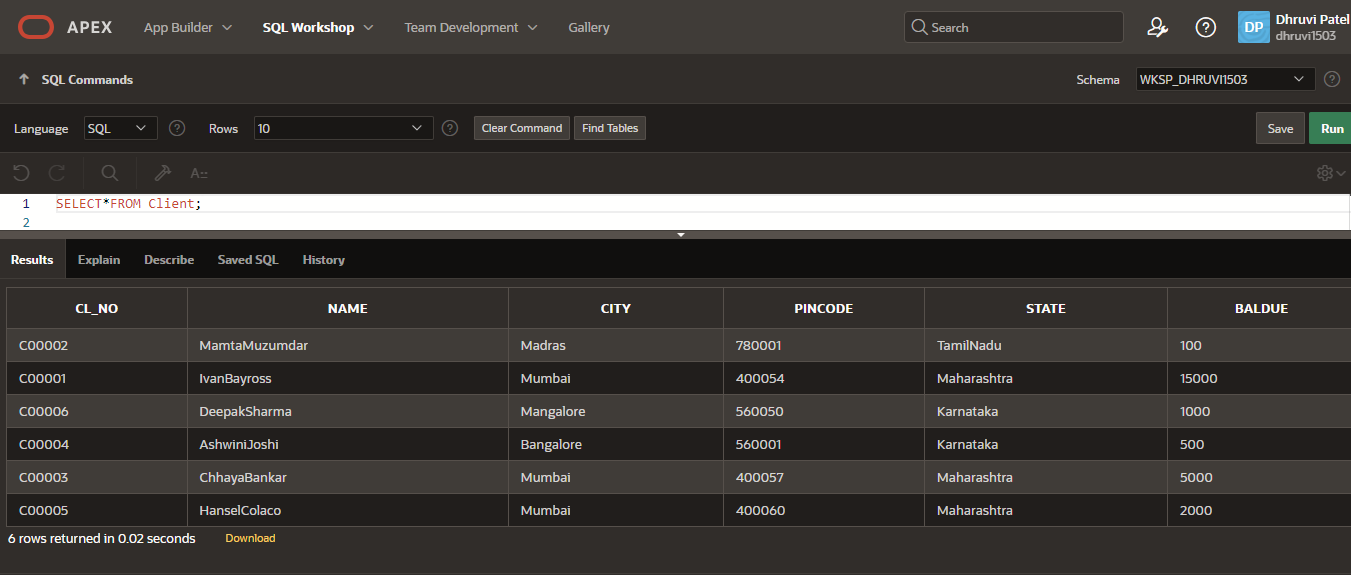 APEX App Builder SQL Workshop Team Development Gallery Search DP Dhruvi Patel
dhruvi1503
SQL Commands Schema WKSP_DHRUVI1503
Language SQL Rows 10 Clear Command Find Tables Save Run
A
1 SELECT*FROM Client;
2
Results Explain Describe Saved SQL History
CL_NO NAME CITY PINCODE STATE BALDUE
C00002 MamtaMuzumdar Madras 780001 TamilNadu 100
C00001 IvanBayross Mumbai 400054 Maharashtra 15000
C00006 DeepakSharma Mangalore 560050 Karnataka 1000
C00004 AshwiniJoshi Bangalore 560001 Karnataka 500
C00003 ChhayaBankar Mumbai 400057 Maharashtra 5000
C00005 HanselColaco Mumbai 400060 Maharashtra 2000
6 rows returned in 0.02 seconds Download